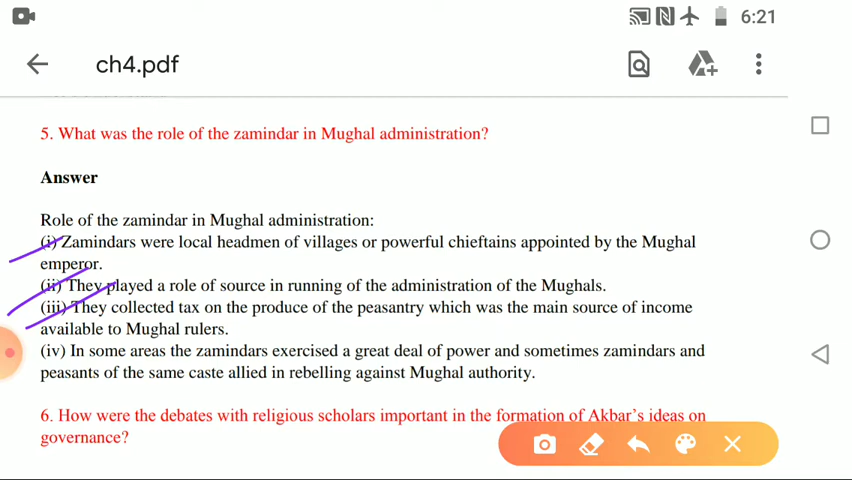 6:21
ch4.pdf
5. What was the role of the zamindar in Mughal administration?
Answer
Role of the zamindar in Mughal administration:
(i) Zamindars were local headmen of villages or powerful chieftains appointed by the Mughal
emperor.
(ii) They played a role of source in running of the administration of the Mughals.
(iii) They collected tax on the produce of the peasantry which was the main source of income
available to Mughal rulers.
(iv) In some areas the zamindars exercised a great deal of power and sometimes zamindars and
peasants of the same caste allied in rebelling against Mughal authority.
6. How were the debates with religious scholars important in the formation of Akbar’s ideas on
governance?